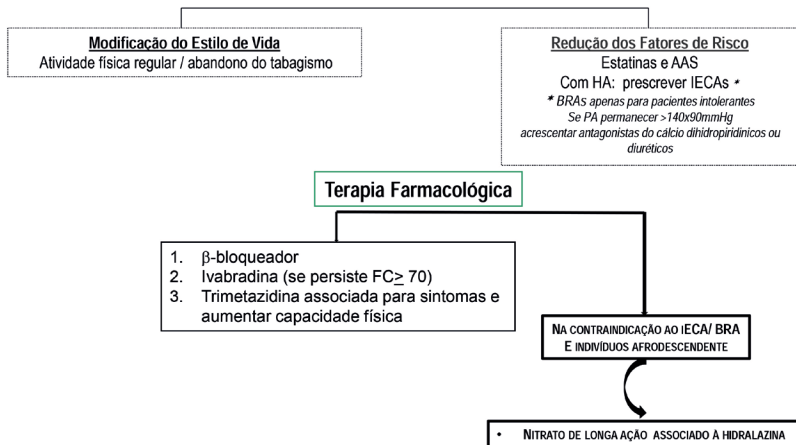 Modificação do Estilo de Vida
Atividade física regular / abandono do tabagismo
Redução dos Fatores de Risco
Estatinas e AAS
Com HA: prescrever IECAs *
* BRAs apenas para pacientes intolerantes
Se PA permanecer >140x90mmHg
acrescentar antagonistas do cálcio dihidropiridínicos ou
diuréticos
Terapia Farmacológica
1. β-bloqueador
2. Ivabradina (se persiste FC≥ 70)
3. Trimetazidina associada para sintomas e
aumentar capacidade física
NA CONTRAINDICAÇÃO AO IECA/ BRA
E INDIVÍDUOS AFRODESCENDENTE
• NITRATO DE LONGA AÇÃO ASSOCIADO À HIDRALAZINA